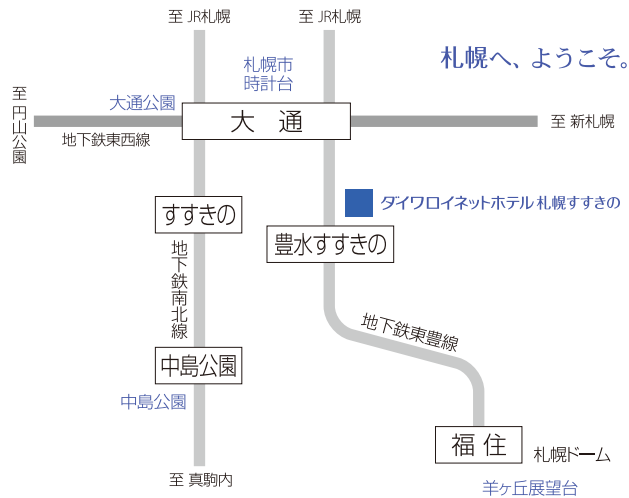 至 JR札幌
至 JR札幌
札幌へ、ようこそ。
札幌市
時計台
大通公園
至 円山公園
大 通
至 新札幌
地下鉄東西線
すすきの
ダイワロイネットホテル 札幌すすきの
豊水すすきの
地下鉄南北線
地下鉄東豊線
中島公園
中島公園
福 住
札幌ドーム
至 真駒内
羊ヶ丘展望台